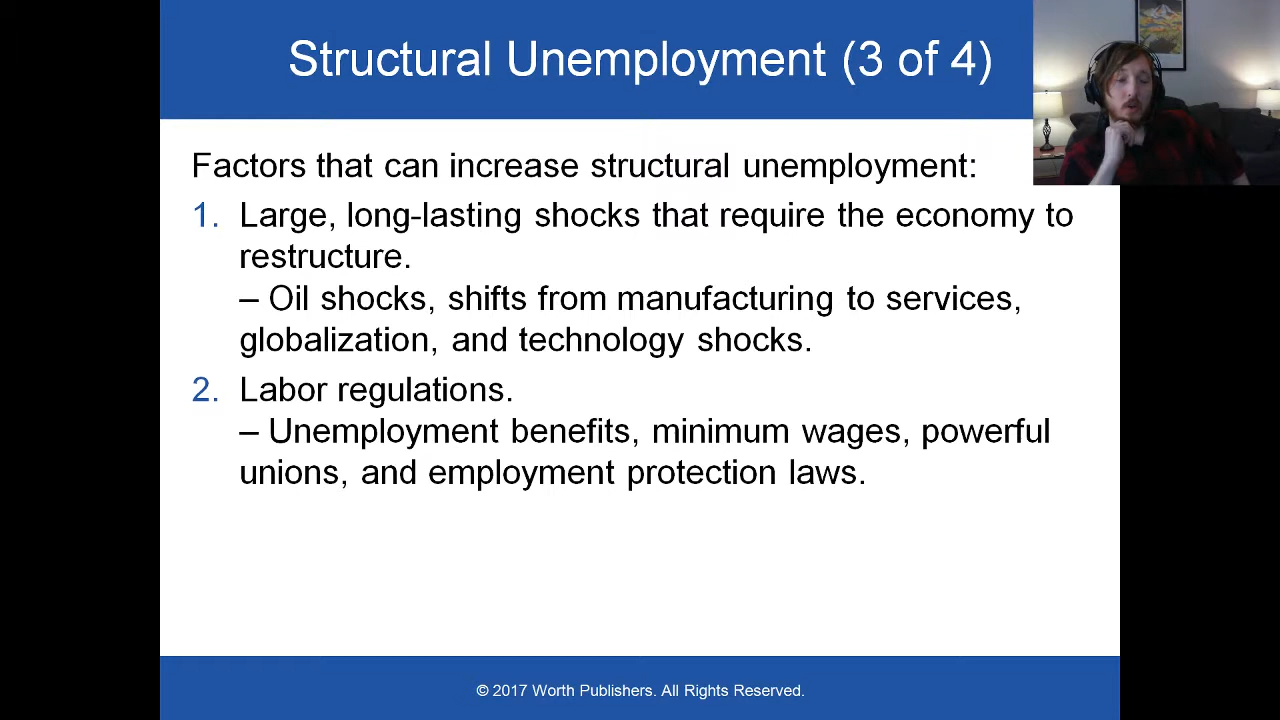 Structural Unemployment (3 of 4)
Factors that can increase structural unemployment:
1. Large, long-lasting shocks that require the economy to
restructure.
– Oil shocks, shifts from manufacturing to services,
globalization, and technology shocks.
2. Labor regulations.
– Unemployment benefits, minimum wages, powerful
unions, and employment protection laws.
© 2017 Worth Publishers. All Rights Reserved.